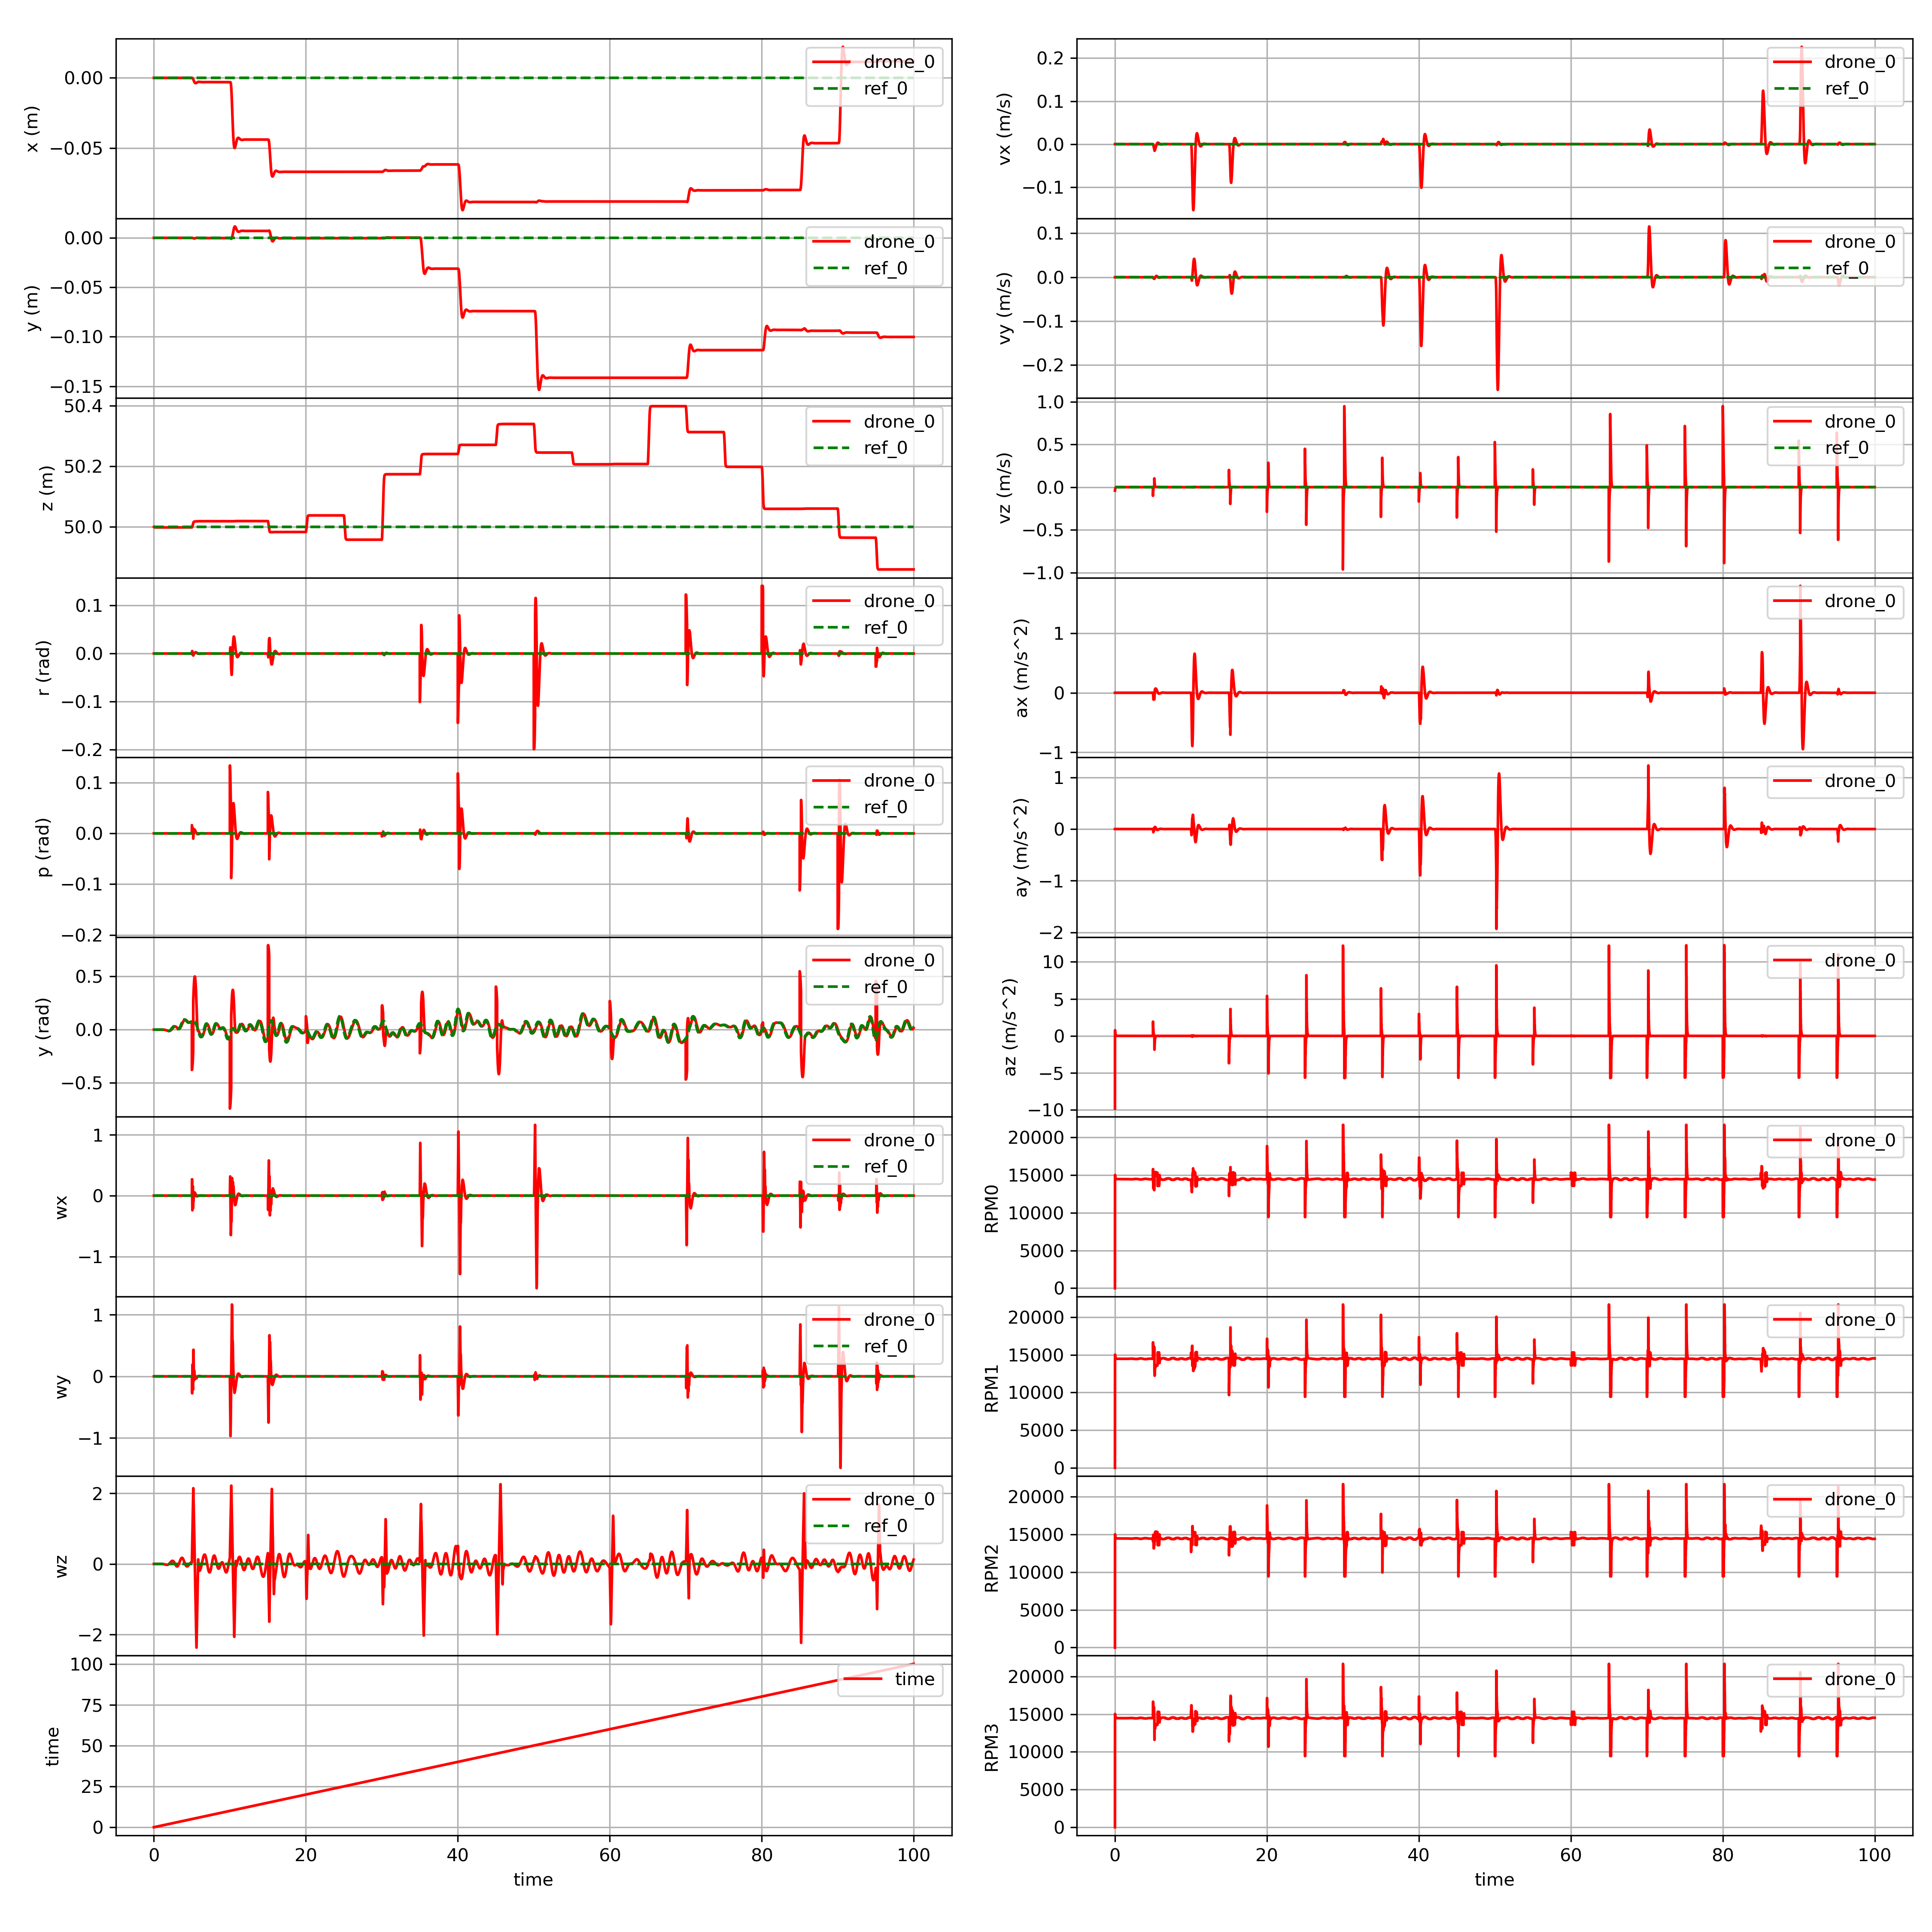 x (m)
0.00
−0.05
drone_0
ref_0
y (m)
0.00
−0.05
−0.10
−0.15
drone_0
ref_0
z (m)
50.4
50.2
50.0
drone_0
ref_0
r (rad)
0.1
0.0
−0.1
−0.2
drone_0
ref_0
p (rad)
0.1
0.0
−0.1
−0.2
drone_0
ref_0
y (rad)
0.5
0.0
−0.5
drone_0
ref_0
wx
1
0
−1
drone_0
ref_0
wy
1
0
−1
drone_0
ref_0
wz
2
0
−2
drone_0
ref_0
time
100
75
50
25
0
time
0 20 40 60 80 100
time
vx (m/s)
0.2
0.1
0.0
−0.1
drone_0
ref_0
vy (m/s)
0.1
0.0
−0.1
−0.2
drone_0
ref_0
vz (m/s)
1.0
0.5
0.0
−0.5
−1.0
drone_0
ref_0
ax (m/s^2)
1
0
−1
drone_0
ay (m/s^2)
1
0
−1
−2
drone_0
az (m/s^2)
10
5
0
−5
−10
drone_0
RPM0
20000
15000
10000
5000
0
drone_0
RPM1
20000
15000
10000
5000
0
drone_0
RPM2
20000
15000
10000
5000
0
drone_0
RPM3
20000
15000
10000
5000
0
drone_0
0 20 40 60 80 100
time